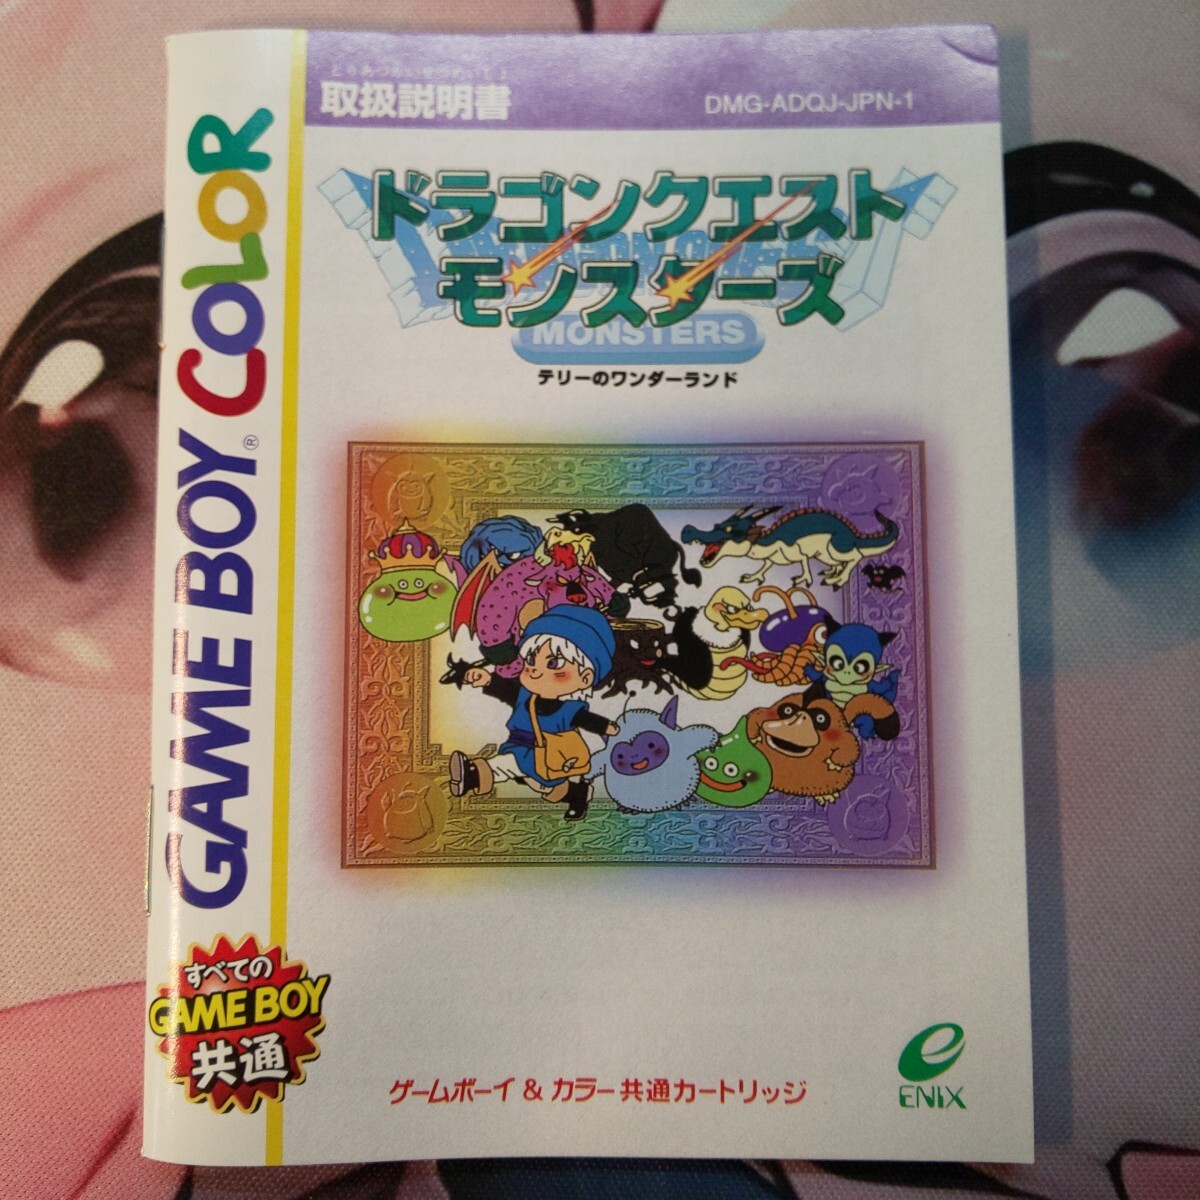 とりあつかいせつめいしょ
取扱説明書
DMG-ADQJ-JPN-1
ドラゴンクエスト
モンスターズ
MONSTERS
テリーのワンダーランド
GAME BOY® COLOR
すべての
GAME BOY
共通
ゲームボーイ & カラー共通カートリッジ
e
ENIX